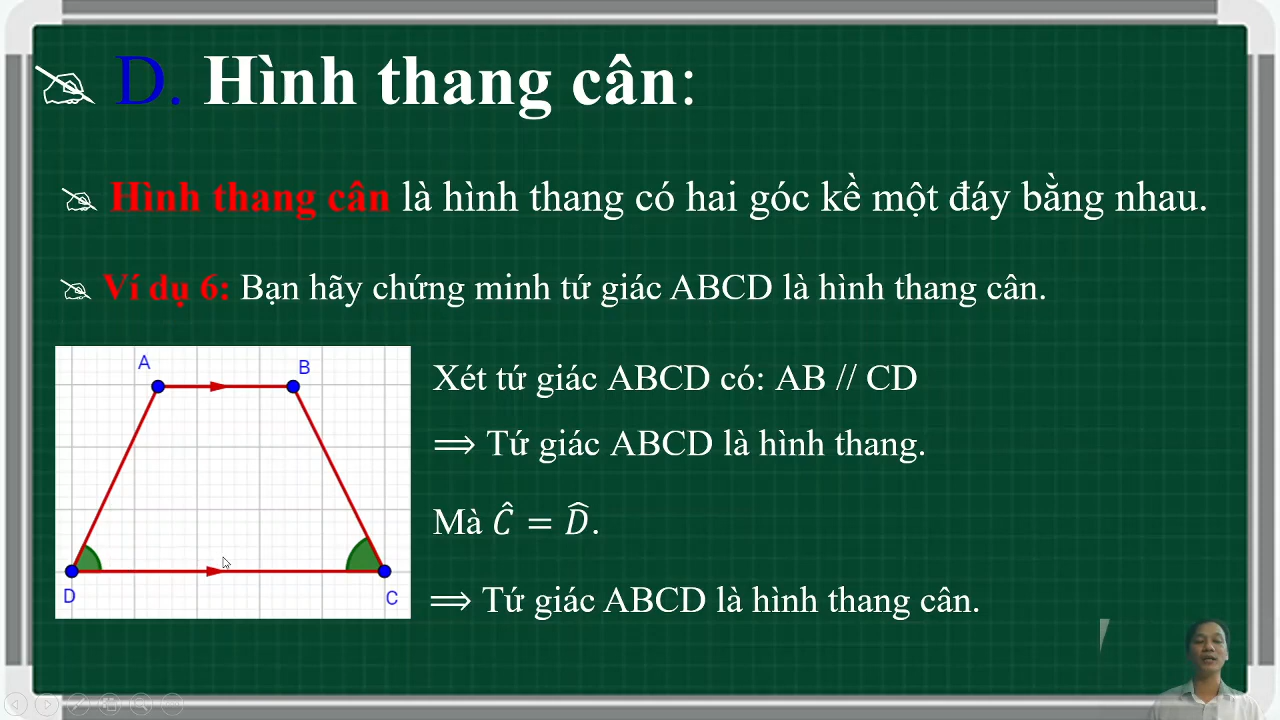 D. Hình thang cân:
Hình thang cân là hình thang có hai góc kề một đáy bằng nhau.
Ví dụ 6: Bạn hãy chứng minh tứ giác ABCD là hình thang cân.
A
B
D
C
Xét tứ giác ABCD có: AB // CD
⟹ Tứ giác ABCD là hình thang.
Mà Ĉ = D̂.
⟹ Tứ giác ABCD là hình thang cân.